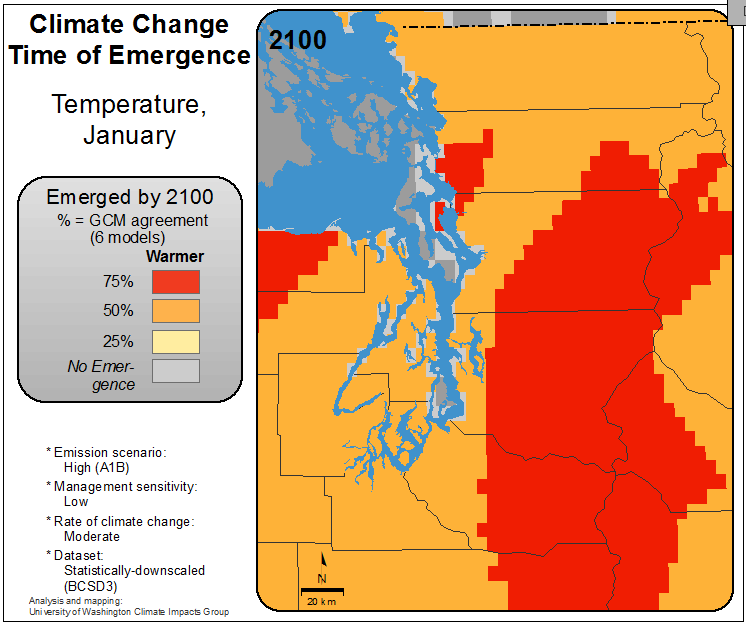 Climate Change
Time of Emergence
Temperature,
January
Emerged by 2100
% = GCM agreement
(6 models)
Warmer
75%
50%
25%
No Emer-
gence
* Emission scenario:
High (A1B)
* Management sensitivity:
Low
* Rate of climate change:
Moderate
* Dataset:
Statistically-downscaled
(BCSD3)
Analysis and mapping:
University of Washington Climate Impacts Group
2100
N
20 km